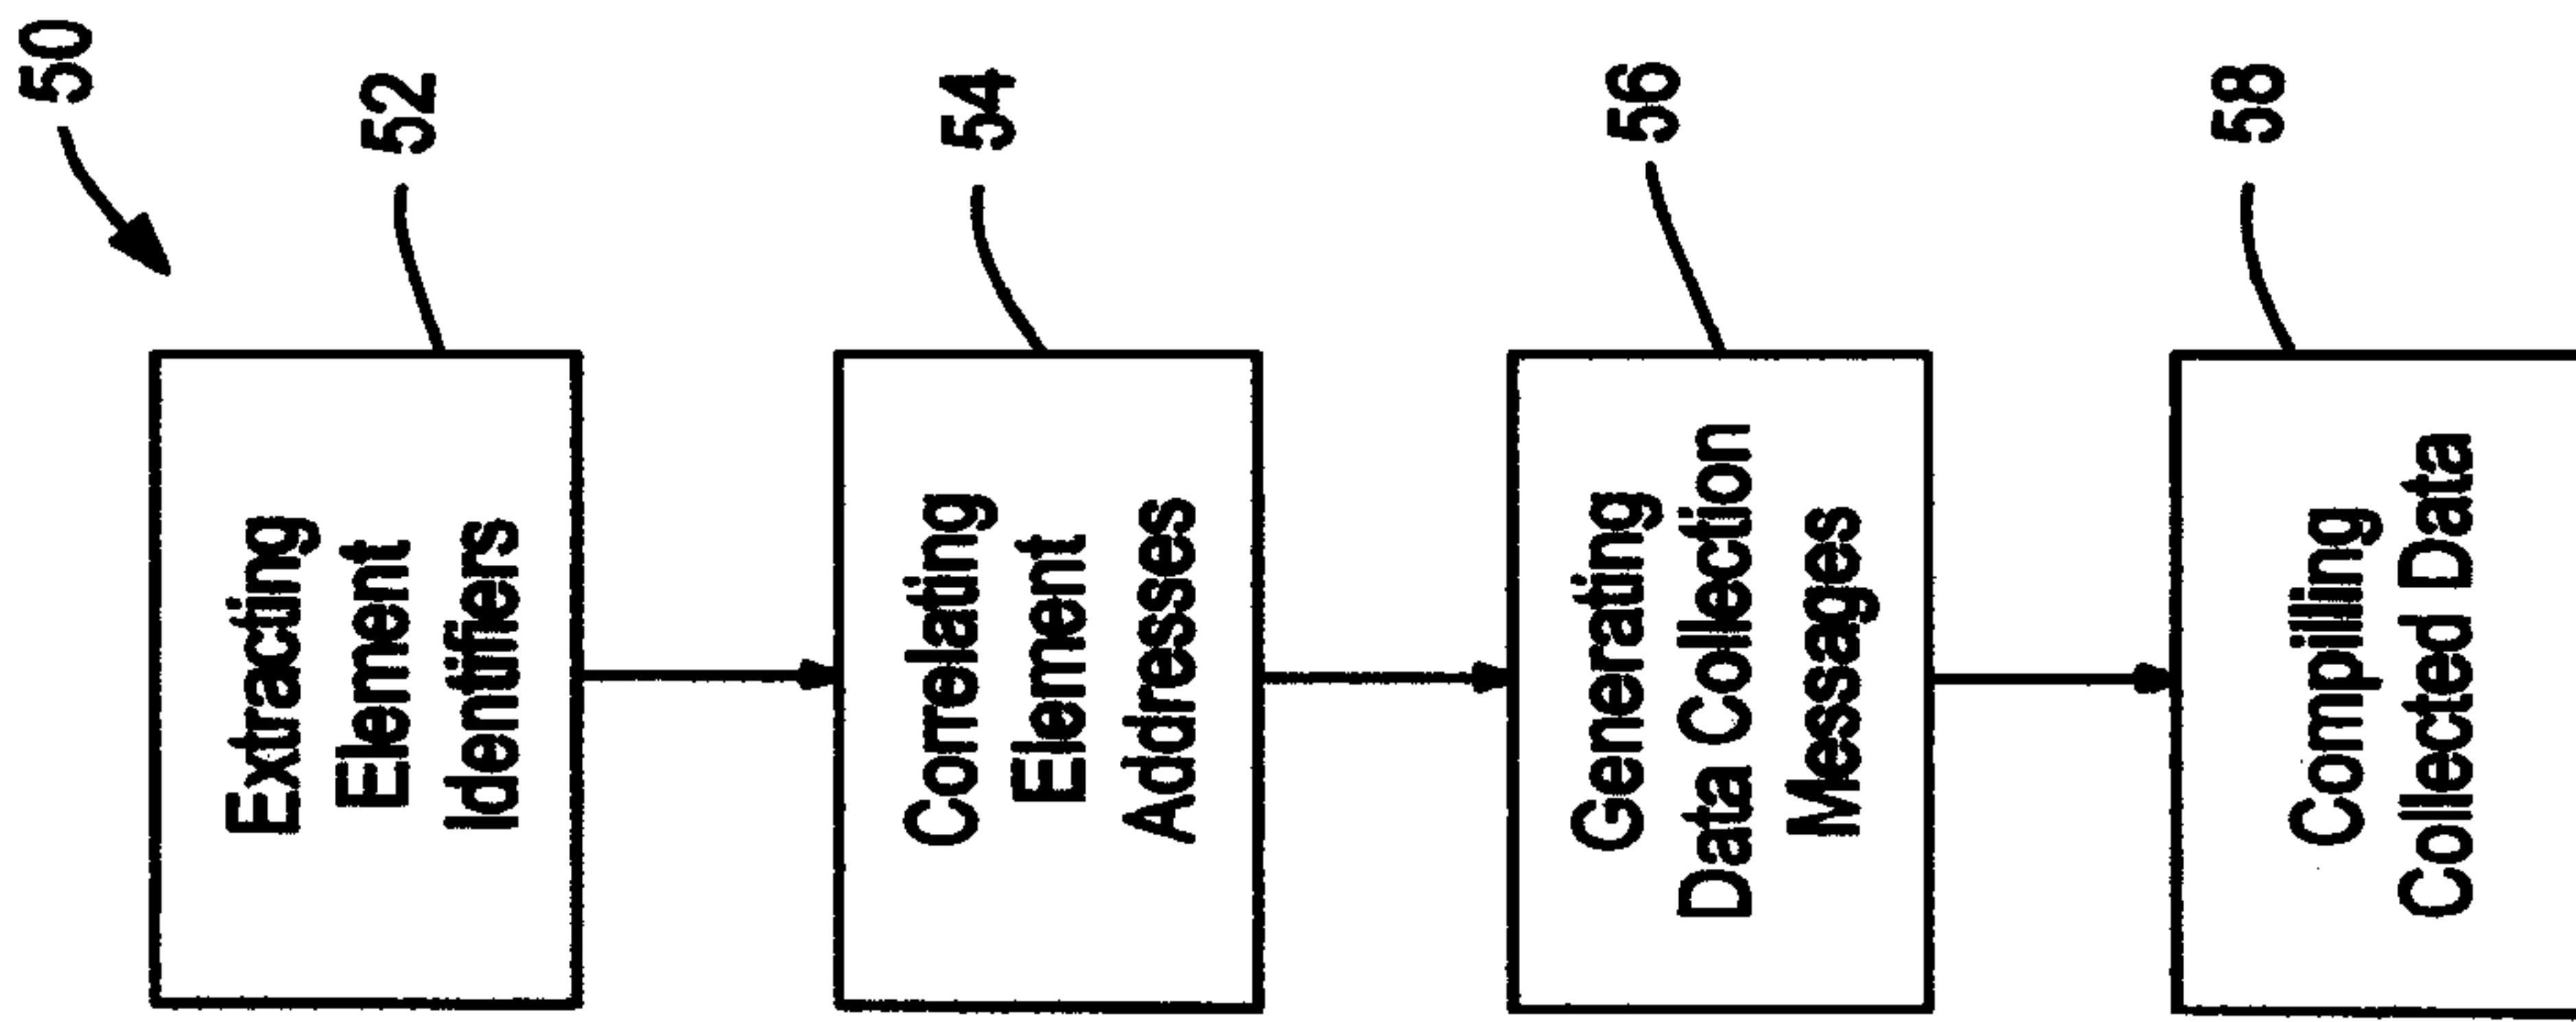 50
52
Extracting
Element
Identifiers
54
Correlating
Element
Addresses
56
Generating
Data Collection
Messages
58
Compiling
Collected Data